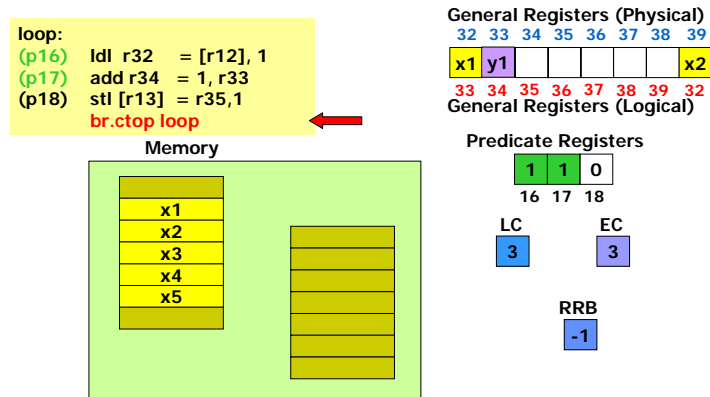 loop:
(p16) ldl r32 = [r12], 1
(p17) add r34 = 1, r33
(p18) stl [r13] = r35,1
br.ctop loop
General Registers (Physical)
32 33 34 35 36 37 38 39
x1 y1 x2
33 34 35 36 37 38 39 32
General Registers (Logical)
Memory
x1
x2
x3
x4
x5
Predicate Registers
1 1 0
16 17 18
LC EC
3 3
RRB
-1